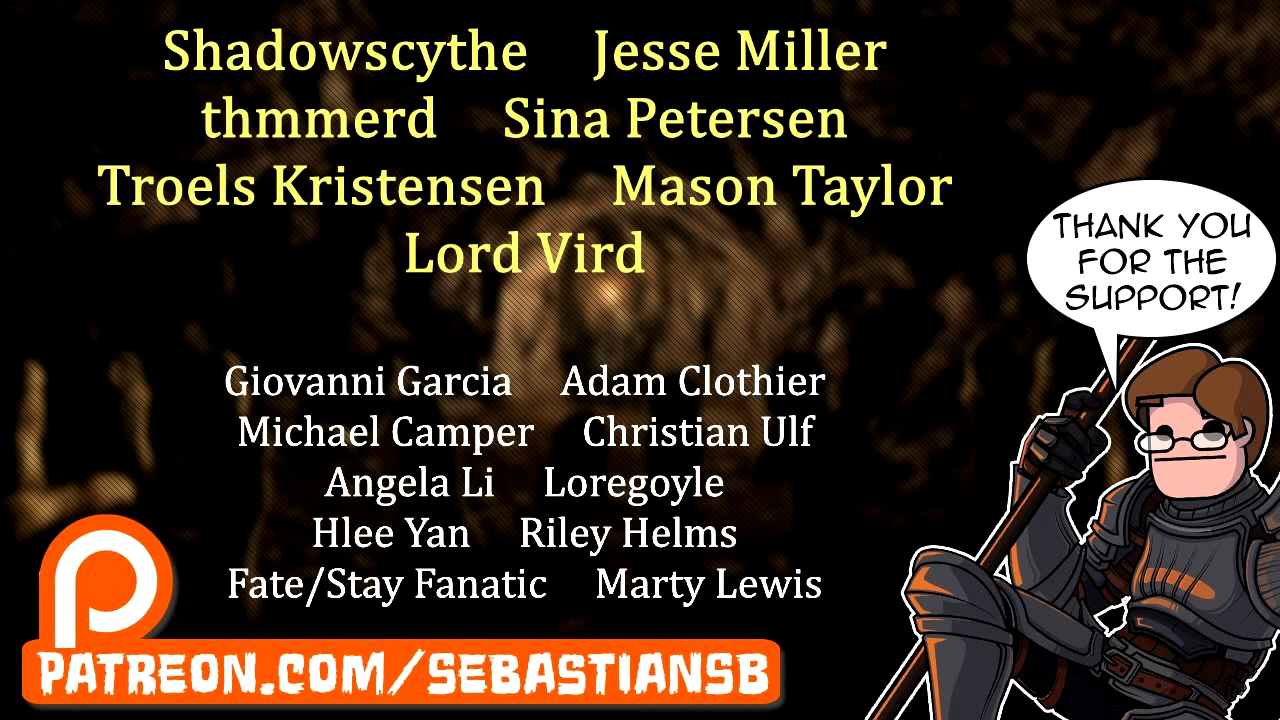 Shadowscythe Jesse Miller
thmmerd Sina Petersen
Troels Kristensen Mason Taylor
Lord Vird
THANK YOU
FOR THE
SUPPORT!
Giovanni Garcia Adam Clothier
Michael Camper Christian Ulf
Angela Li Loregoyle
Hlee Yan Riley Helms
Fate/Stay Fanatic Marty Lewis
PATREON.COM/SEBASTIANSB